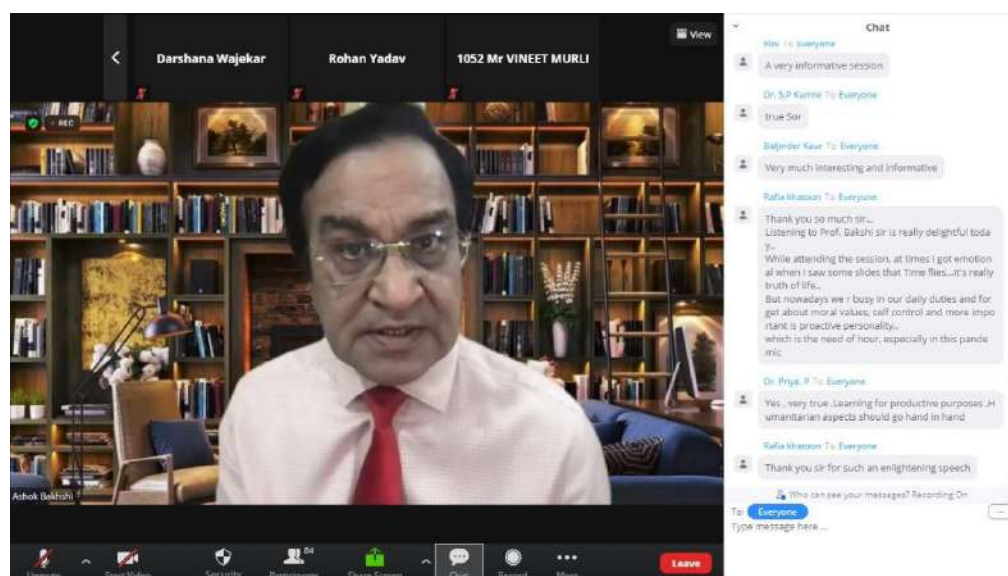 View
Darshana Wajekar
Rohan Yadav
1052 Mr VINEET MURLI
REC
Ashok Bakhshi
Unmute
Start Video
Security
Participants
84
Share Screen
Chat
Record
More
Leave
Chat
To Everyone
A very informative session
To Everyone
true Sor
Baljinder Kaur To Everyone
Very much interesting and informative
Rafia khatoon To Everyone
Thank you so much sir...
Listening to Prof. Bakshi sir is really delightful toda
y..
While attending the session, at times i got emotion
al when i saw some slides that Time flies...it's really
truth of life..
But nowadays we r busy in our daily duties and for
get about moral values, self control and more impo
rtant is proactive personality..
which is the need of hour, especially in this pande
mic
Dr. Priya. P To Everyone
Yes , very true .Learning for productive purposes .H
umanitarian aspects should go hand in hand
Rafia khatoon To Everyone
Thank you sir for such an enlightening speech
Who can see your messages? Recording On
To: Everyone
Type message here ...